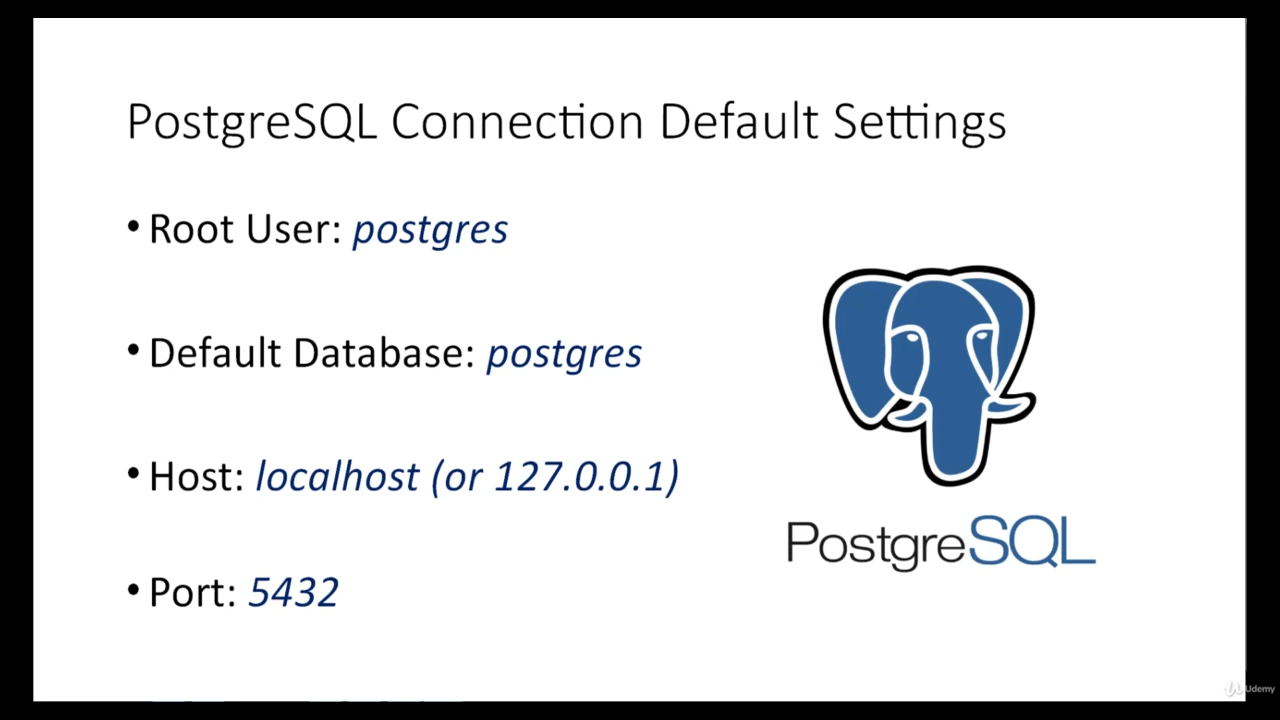 PostgreSQL Connection Default Settings
• Root User: postgres
• Default Database: postgres
• Host: localhost (or 127.0.0.1)
• Port: 5432
PostgreSQL
Udemy